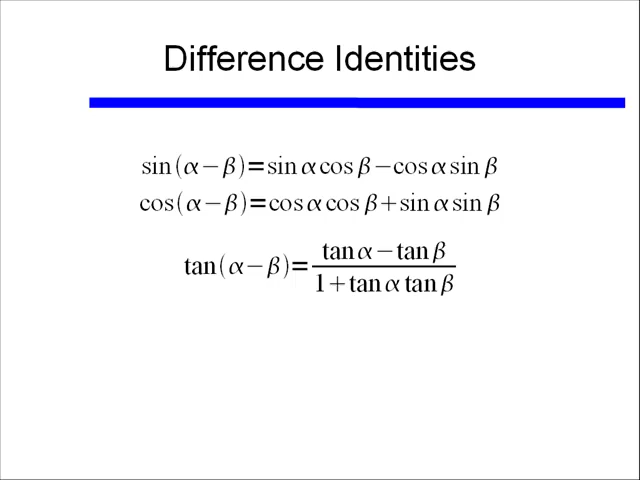 Difference Identities
sin(α−β)=sin α cos β−cos α sin β
cos(α−β)=cos α cos β+sin α sin β
tan(α−β)=(tan α−tan β)/(1+tan α tan β)